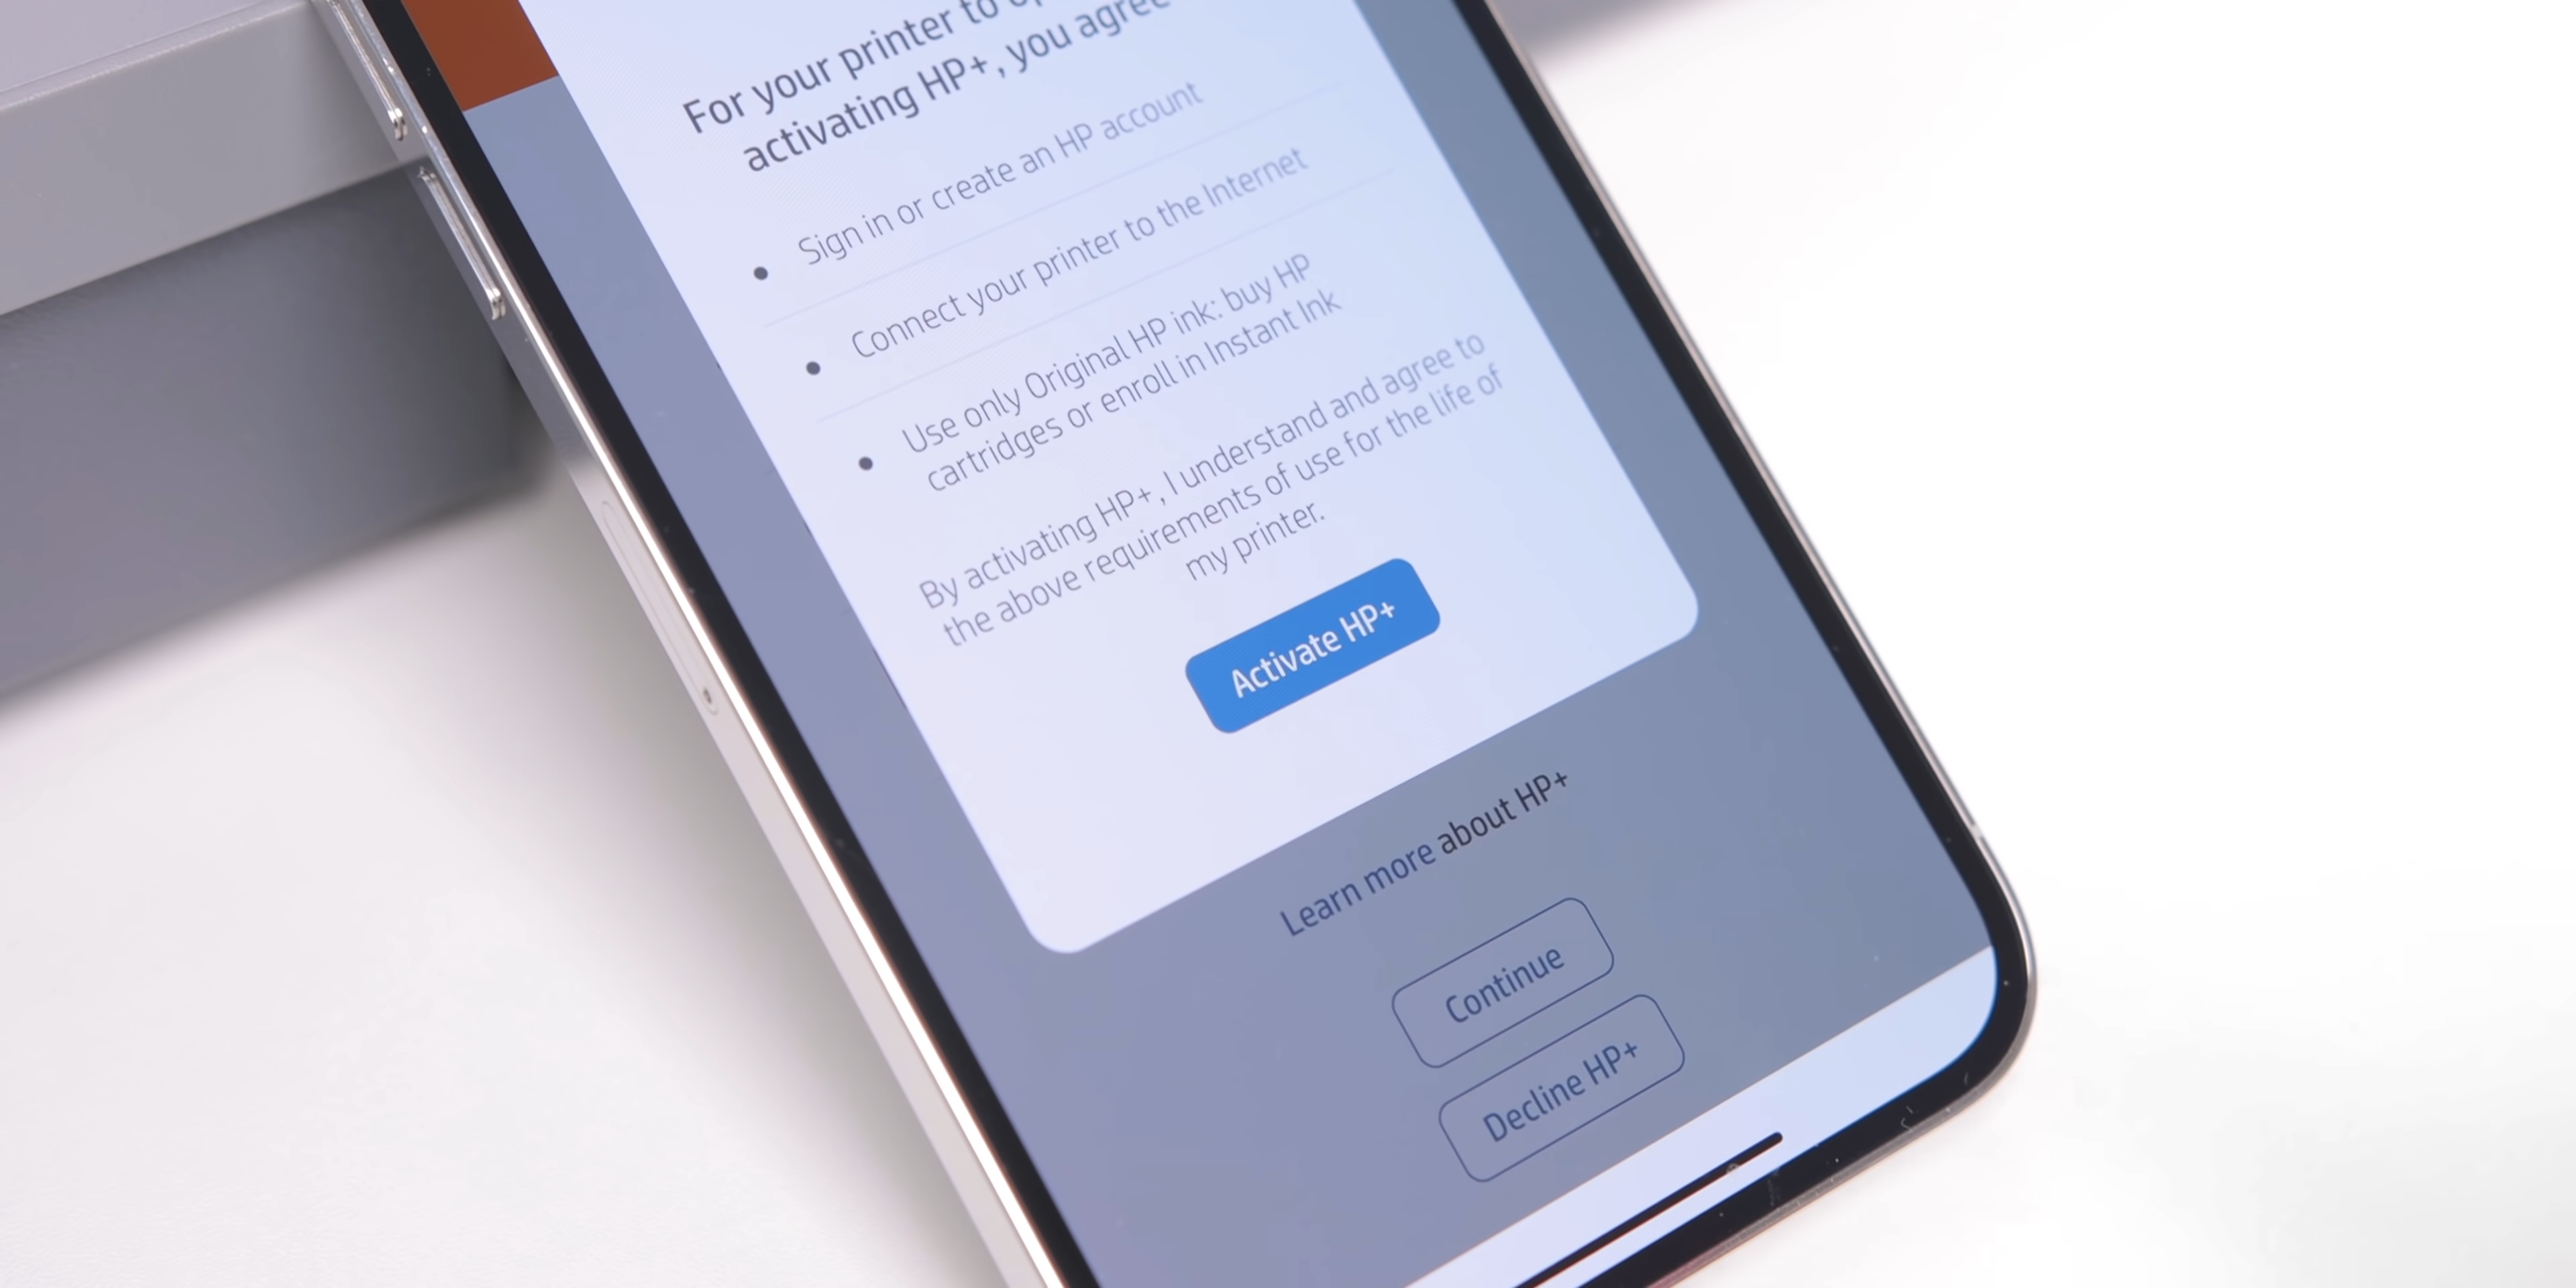 For your printer to
activating HP+, you agree
• Sign in or create an HP account
• Connect your printer to the Internet
• Use only Original HP ink: buy HP
cartridges or enroll in Instant Ink
By activating HP+, I understand and agree to
the above requirements of use for the life of
my printer.
Activate HP+
Learn more about HP+
Continue
Decline HP+